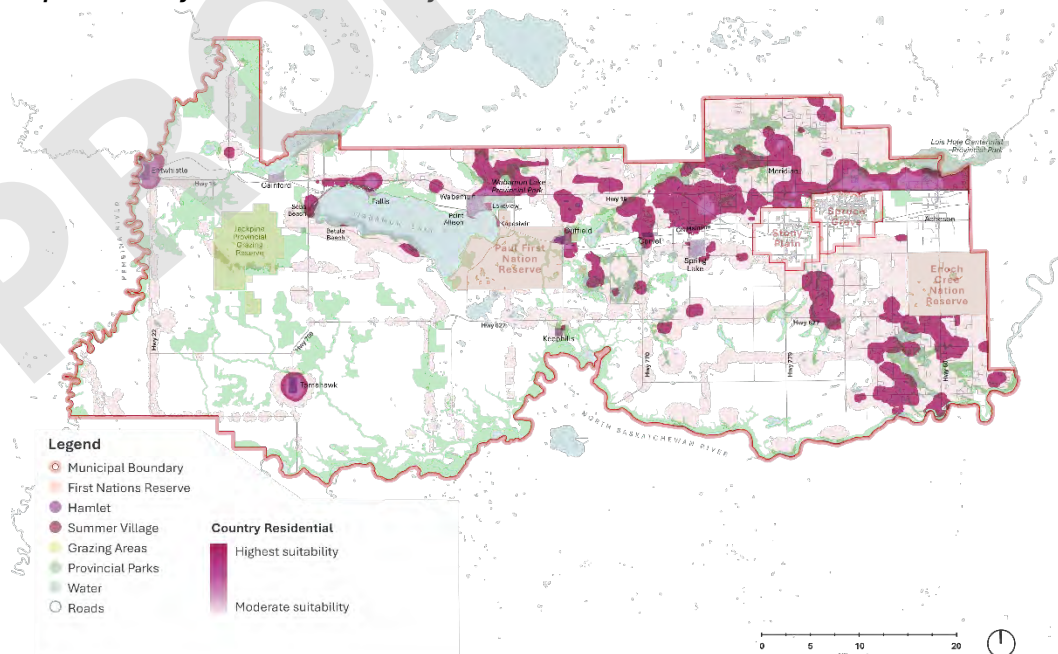 PRO
Lois Hole Centennial
Provincial Park
Entwistle
Hwy 16
Gainford
Fallis
Wabamun
Wabamun Lake
Provincial Park
Seba
Beach
Betula
Beach
Point
Alison
Lakeview
Kapasiwin
Hwy 16
Duffield
Carvel
Meridian
Spring
Lake
Stony
Plain
Spruce
Acheson
Jackpine
Provincial
Grazing
Reserve
Paul First
Nation
Reserve
Enoch
Cree
Nation
Reserve
PEMBINA RIVER
Hwy 22
Hwy 759
Hwy 627
Keephills
Hwy 770
Hwy 779
Hwy 627
Hwy 60
Tomahawk
NORTH SASKATCHEWAN RIVER
Legend
Municipal Boundary
First Nations Reserve
Hamlet
Summer Village
Grazing Areas
Provincial Parks
Water
Roads
Country Residential
Highest suitability
Moderate suitability
0 5 10 20